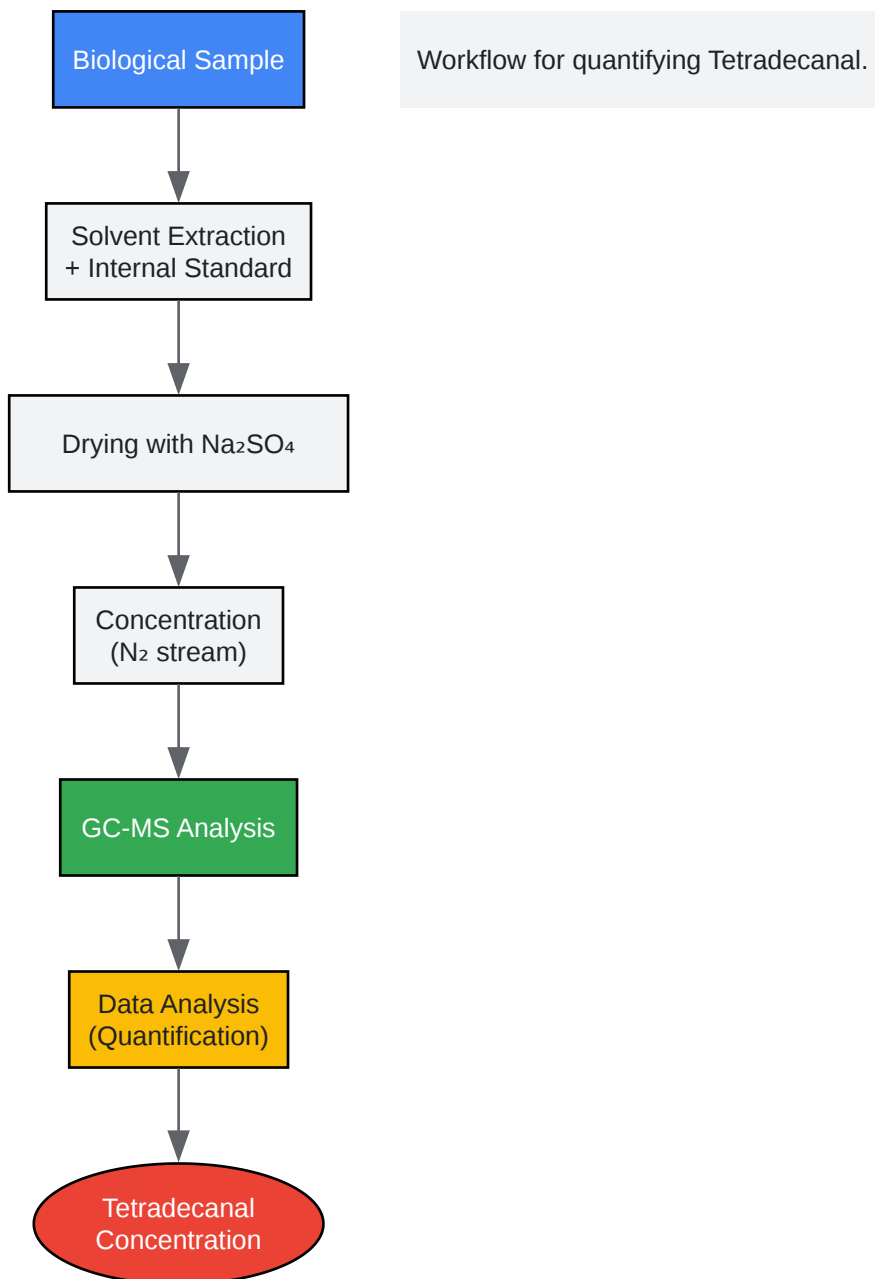 Biological Sample
Workflow for quantifying Tetradecanal.
Solvent Extraction
+ Internal Standard
Drying with Na₂SO₄
Concentration
(N₂ stream)
GC-MS Analysis
Data Analysis
(Quantification)
Tetradecanal
Concentration